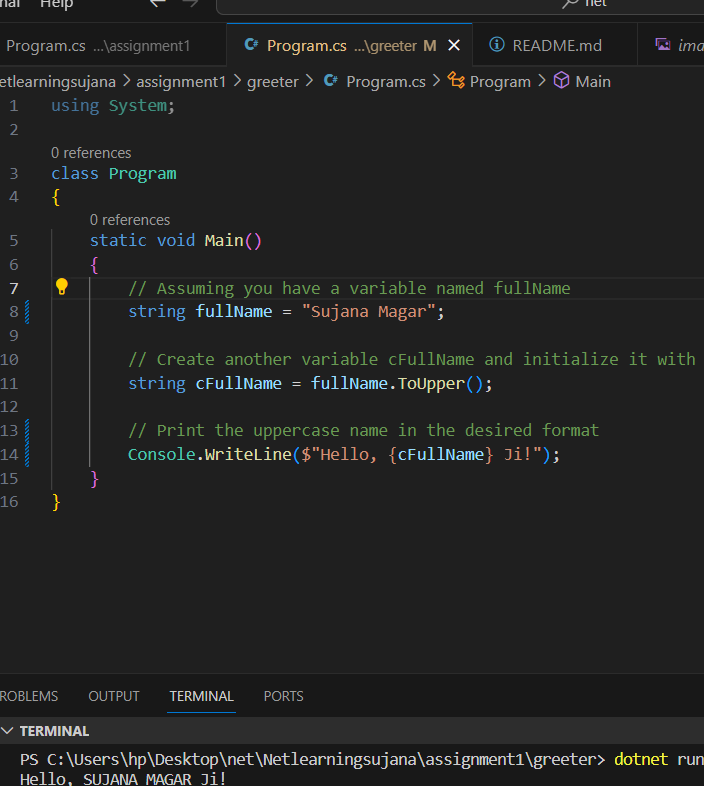 Help
net
Program.cs ...\assignment1
C# Program.cs ...\greeter M
README.md
ima
etlearningsujana > assignment1 > greeter > C# Program.cs > Program > Main
1 using System;
2
0 references
3 class Program
4 {
0 references
5 static void Main()
6 {
7 // Assuming you have a variable named fullName
8 string fullName = "Sujana Magar";
9
10 // Create another variable cFullName and initialize it with
11 string cFullName = fullName.ToUpper();
12
13 // Print the uppercase name in the desired format
14 Console.WriteLine($"Hello, {cFullName} Ji!");
15 }
16 }
ROBLEMS OUTPUT TERMINAL PORTS
TERMINAL
PS C:\Users\hp\Desktop\net\Netlearningsujana\assignment1\greeter> dotnet run
Hello, SUJANA MAGAR Ji!